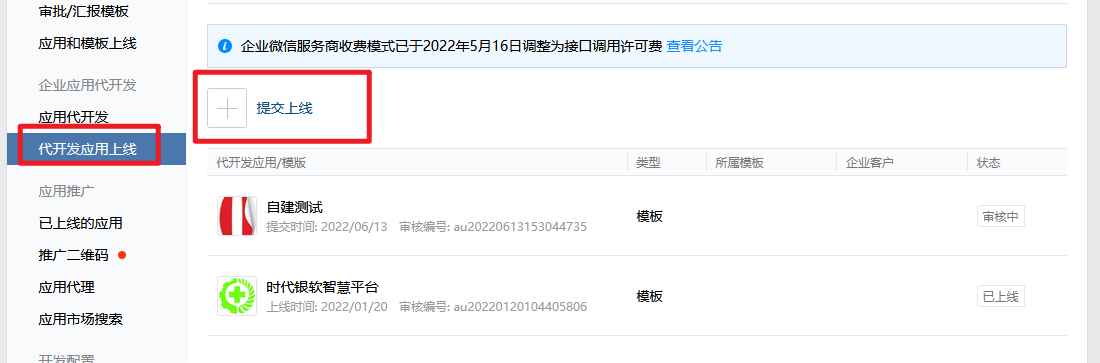 审批/汇报模板
应用和模板上线
企业应用代开发
应用代开发
代开发应用上线
应用推广
已上线的应用
推广二维码
应用代理
应用市场搜索
开发配置
企业微信服务商收费模式已于2022年5月16日调整为接口调用许可费 查看公告
提交上线
代开发应用/模版 类型 所属模板 企业客户 状态
自建测试
提交时间: 2022/06/13 审核编号: au20220613153044735
模板
审核中
时代银软智慧平台
上线时间: 2022/01/20 审核编号: au20220120104405806
模板
已上线